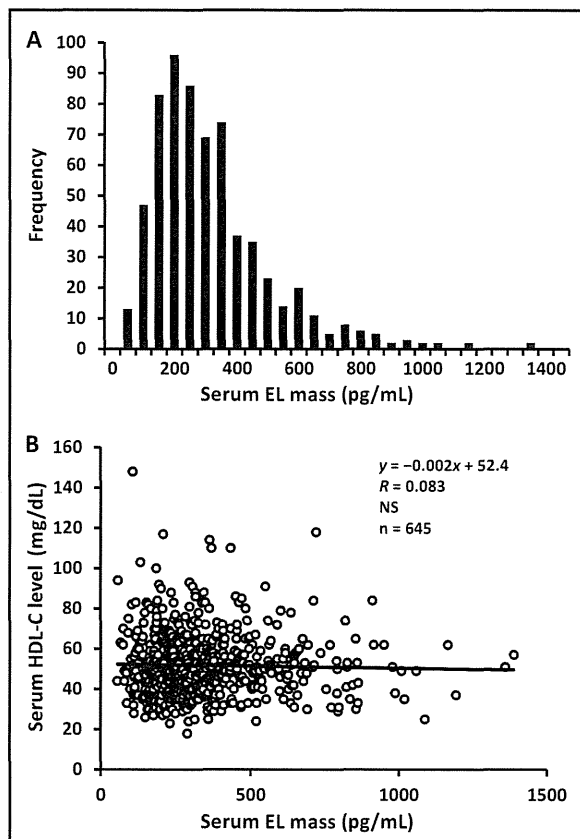 A
100
90
80
70
60
50
40
30
20
10
0
Frequency
0 200 400 600 800 1000 1200 1400
Serum EL mass (pg/mL)
B
160
140
120
100
80
60
40
20
0
Serum HDL-C level (mg/dL)
y = −0.002x + 52.4
R = 0.083
NS
n = 645
0 500 1000 1500
Serum EL mass (pg/mL)